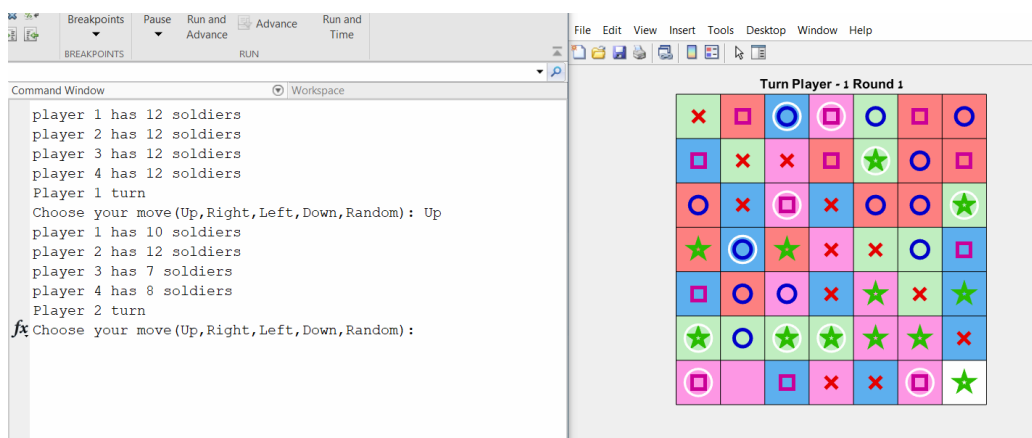 Breakpoints
Pause
Run and
Advance
Advance
Run and
Time
BREAKPOINTS
RUN
Command Window
Workspace
player 1 has 12 soldiers
player 2 has 12 soldiers
player 3 has 12 soldiers
player 4 has 12 soldiers
Player 1 turn
Choose your move(Up,Right,Left,Down,Random): Up
player 1 has 10 soldiers
player 2 has 12 soldiers
player 3 has 7 soldiers
player 4 has 8 soldiers
Player 2 turn
fx Choose your move(Up,Right,Left,Down,Random):
File Edit View Insert Tools Desktop Window Help
Turn Player - 1 Round 1